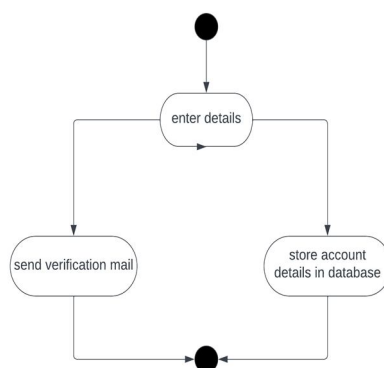 enter details
send verification mail
store account
details in database